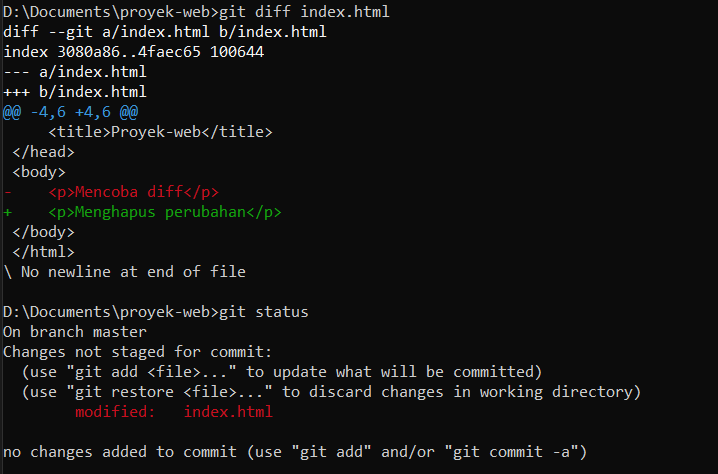 D:\Documents\proyek-web>git diff index.html
diff --git a/index.html b/index.html
index 3080a86..4faec65 100644
--- a/index.html
+++ b/index.html
@@ -4,6 +4,6 @@
     <title>Proyek-web</title>
 </head>
 <body>
-    <p>Mencoba diff</p>
+    <p>Menghapus perubahan</p>
 </body>
 </html>
\ No newline at end of file

D:\Documents\proyek-web>git status
On branch master
Changes not staged for commit:
  (use "git add <file>..." to update what will be committed)
  (use "git restore <file>..." to discard changes in working directory)
        modified:   index.html

no changes added to commit (use "git add" and/or "git commit -a")